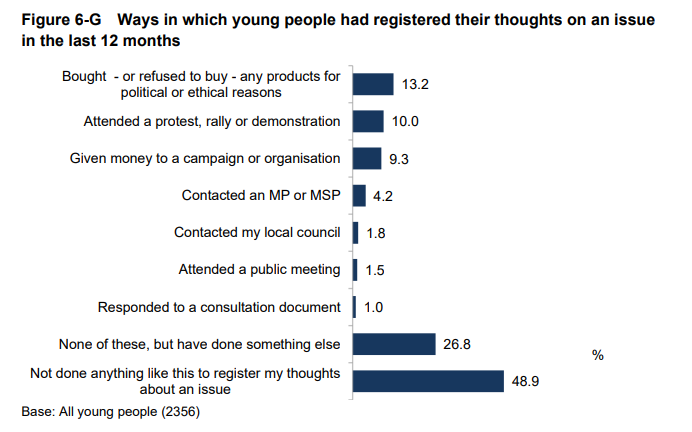 Figure 6-G Ways in which young people had registered their thoughts on an issue
in the last 12 months
Bought - or refused to buy - any products for
political or ethical reasons
13.2
Attended a protest, rally or demonstration
10.0
Given money to a campaign or organisation
9.3
Contacted an MP or MSP
4.2
Contacted my local council
1.8
Attended a public meeting
1.5
Responded to a consultation document
1.0
None of these, but have done something else
26.8
%
Not done anything like this to register my thoughts
about an issue
48.9
Base: All young people (2356)